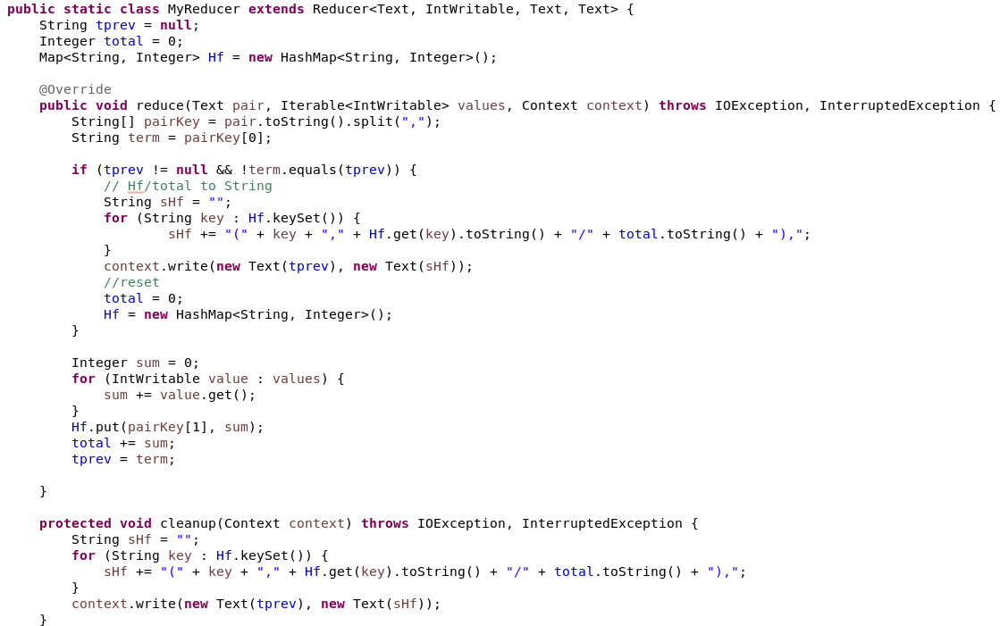 public static class MyReducer extends Reducer<Text, IntWritable, Text, Text> {
    String tprev = null;
    Integer total = 0;
    Map<String, Integer> Hf = new HashMap<String, Integer>();

    @Override
    public void reduce(Text pair, Iterable<IntWritable> values, Context context) throws IOException, InterruptedException {
        String[] pairKey = pair.toString().split(",");
        String term = pairKey[0];

        if (tprev != null && !term.equals(tprev)) {
            // Hf/total to String
            String sHf = "";
            for (String key : Hf.keySet()) {
                    sHf += "(" + key + "," + Hf.get(key).toString() + "/" + total.toString() + "),";
            }
            context.write(new Text(tprev), new Text(sHf));
            //reset
            total = 0;
            Hf = new HashMap<String, Integer>();
        }

        Integer sum = 0;
        for (IntWritable value : values) {
            sum += value.get();
        }
        Hf.put(pairKey[1], sum);
        total += sum;
        tprev = term;

    }

    protected void cleanup(Context context) throws IOException, InterruptedException {
        String sHf = "";
        for (String key : Hf.keySet()) {
            sHf += "(" + key + "," + Hf.get(key).toString() + "/" + total.toString() + "),";
        }
        context.write(new Text(tprev), new Text(sHf));
    }